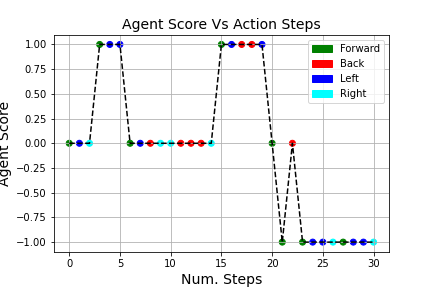 Agent Score Vs Action Steps
Agent Score
1.00
0.75
0.50
0.25
0.00
−0.25
−0.50
−0.75
−1.00
Forward
Back
Left
Right
0 5 10 15 20 25 30
Num. Steps